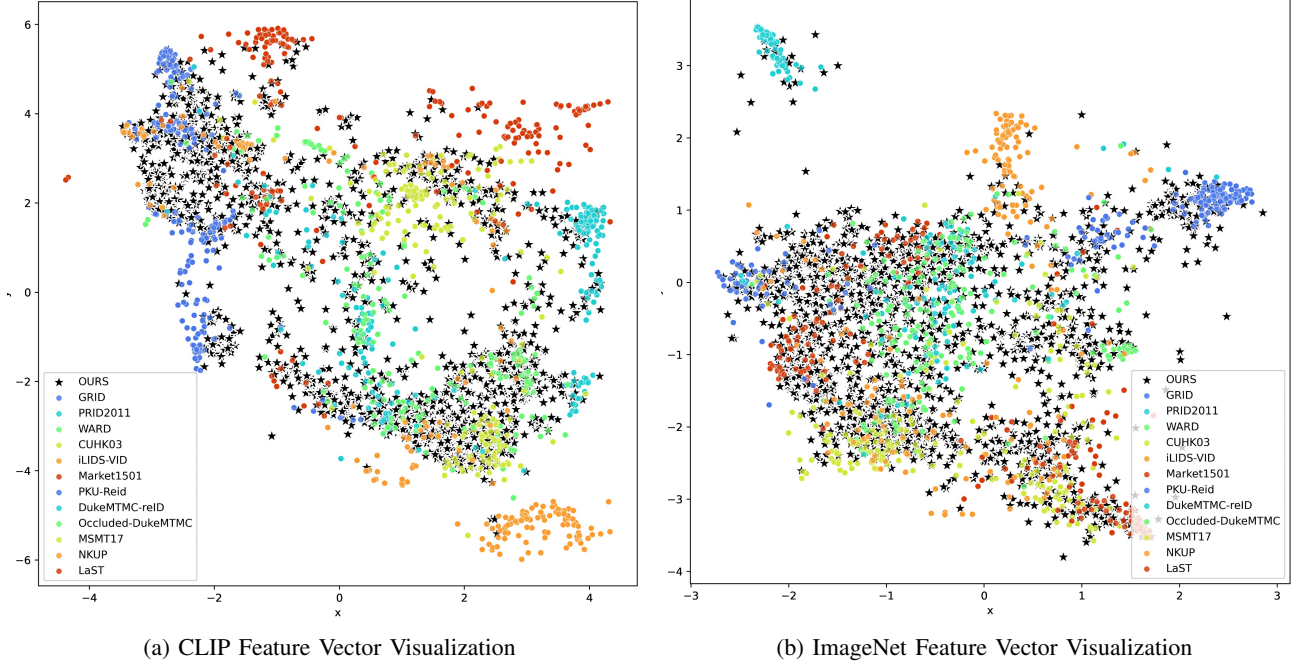 6
4
2
0
−2
−4
−6
−4
−2
0
2
4
x
OURS
GRID
PRID2011
WARD
CUHK03
iLIDS-VID
Market1501
PKU-Reid
DukeMTMC-reID
Occluded-DukeMTMC
MSMT17
NKUP
LaST
(a) CLIP Feature Vector Visualization
3
2
1
0
−1
−2
−3
−4
−3
−2
−1
0
1
2
3
x
OURS
GRID
PRID2011
WARD
CUHK03
iLIDS-VID
Market1501
PKU-Reid
DukeMTMC-reID
Occluded-DukeMTMC
MSMT17
NKUP
LaST
(b) ImageNet Feature Vector Visualization